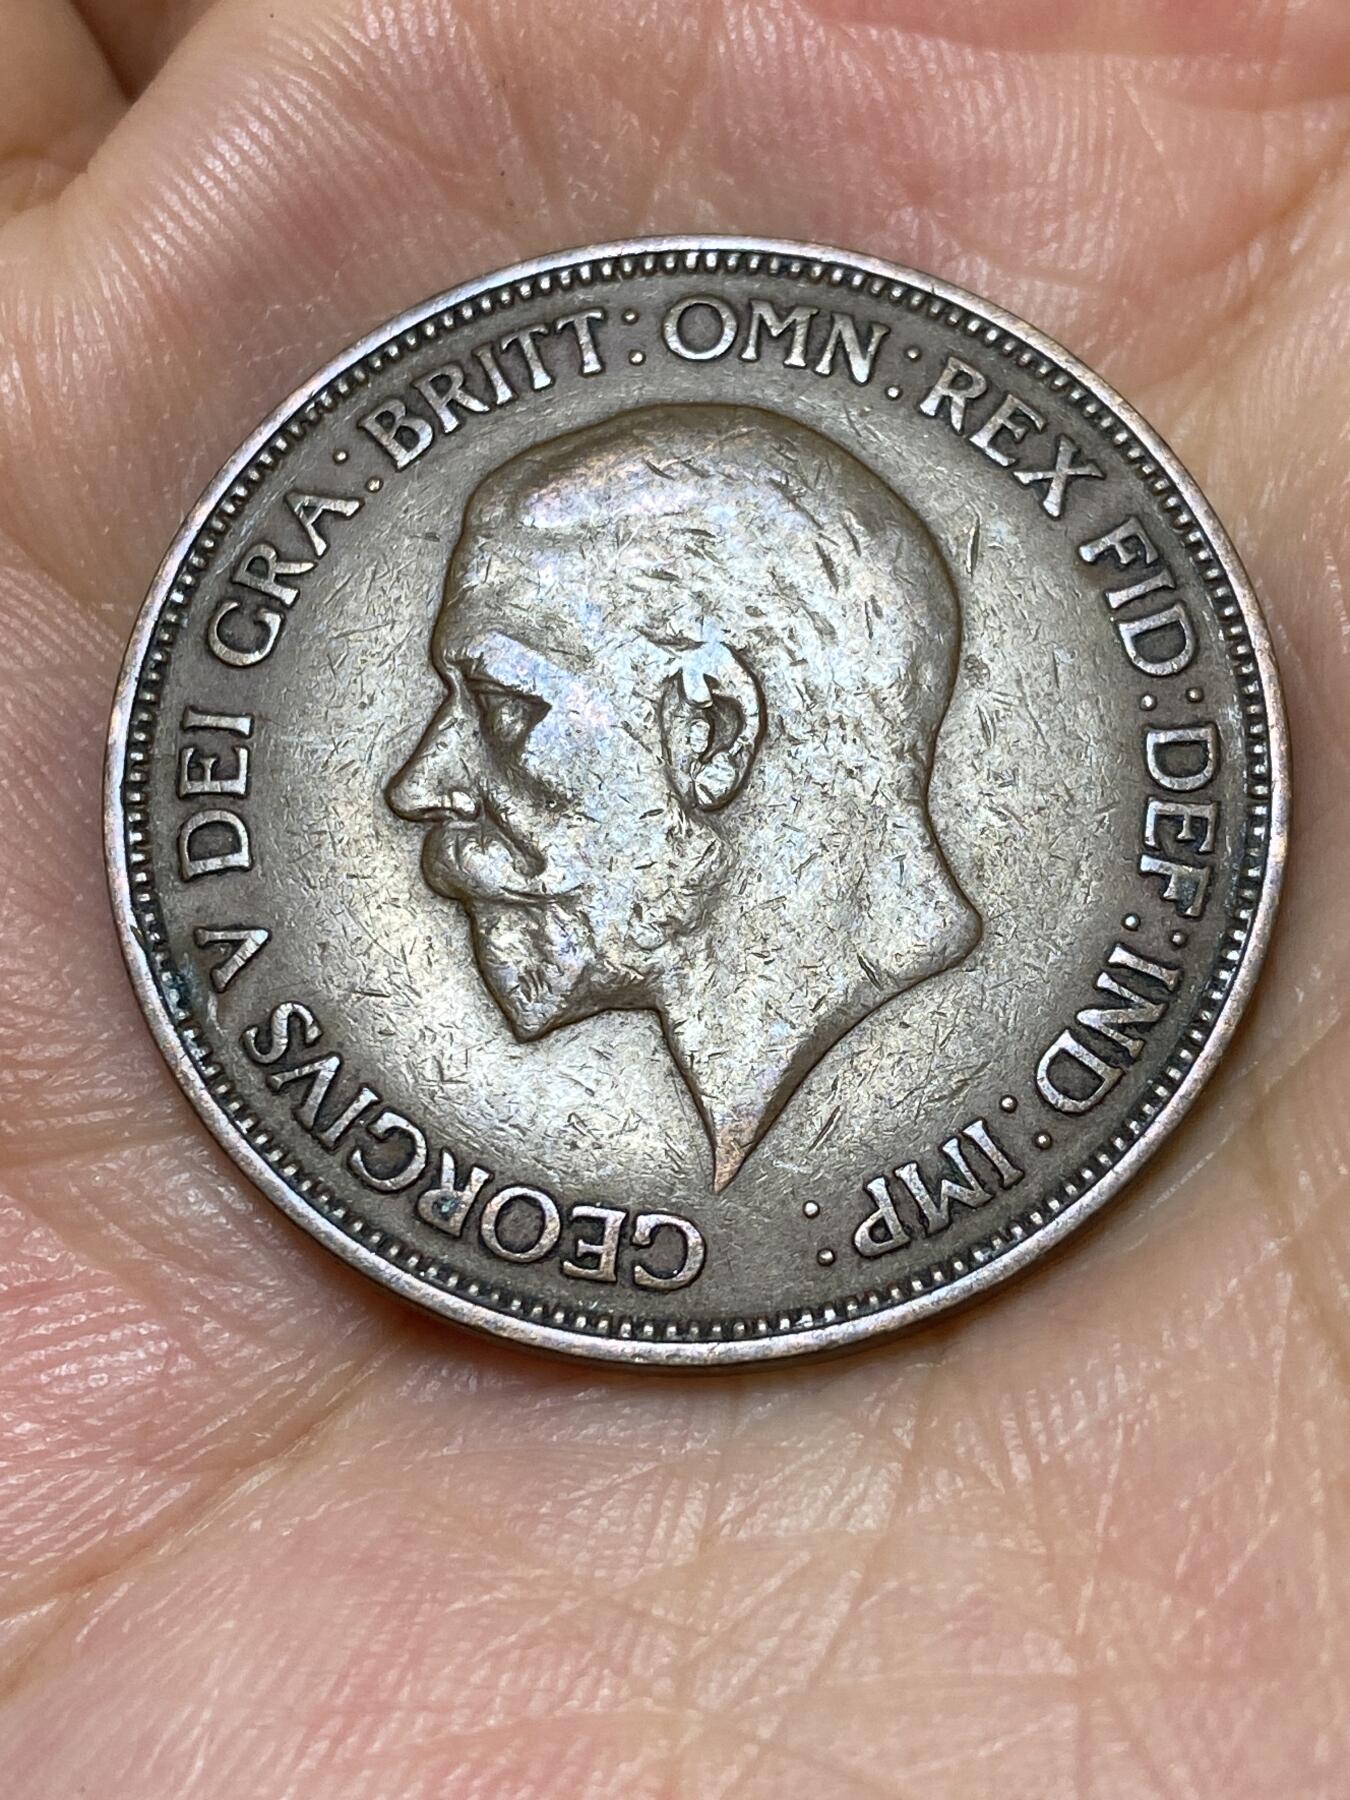 GEORGIVS V DEI GRA: BRITT: OMN: REX FID: DEF: IND: IMP: